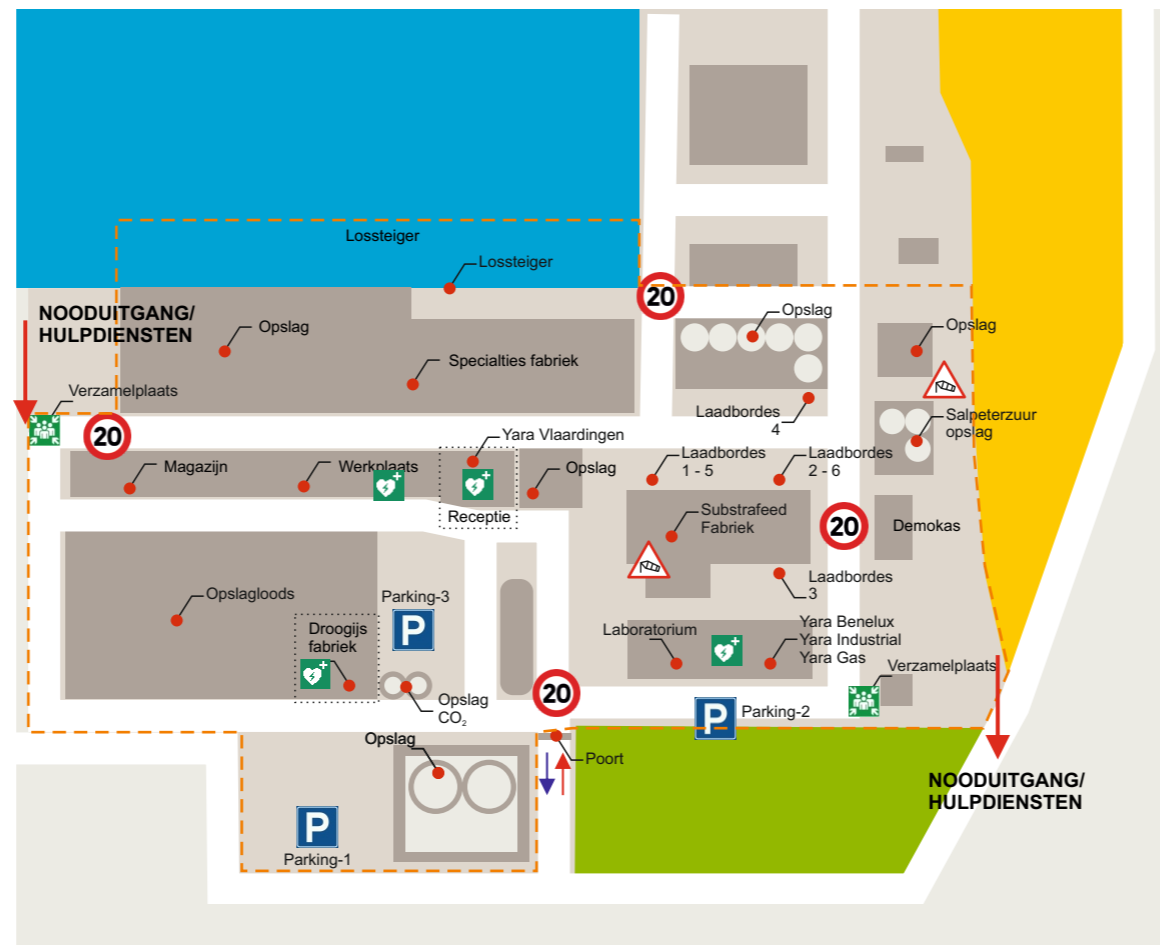 Lossteiger
Lossteiger
20
NOODUITGANG/
HULPDIENSTEN
Opslag
Opslag
Opslag
Specialties fabriek
Verzamelplaats
Laadbordes
4
Salpeterzuur
opslag
20
Yara Vlaardingen
Magazijn
Werkplaats
Opslag
Laadbordes
1 - 5
Laadbordes
2 - 6
Receptie
Substrafeed
Fabriek
20
Demokas
Laadbordes
3
Opslagloods
Parking-3
P
Droogijs
fabriek
Laboratorium
Yara Benelux
Yara Industrial
Yara Gas
Verzamelplaats
Opslag
CO₂
20
P
Parking-2
Opslag
Poort
NOODUITGANG/
HULPDIENSTEN
P
Parking-1